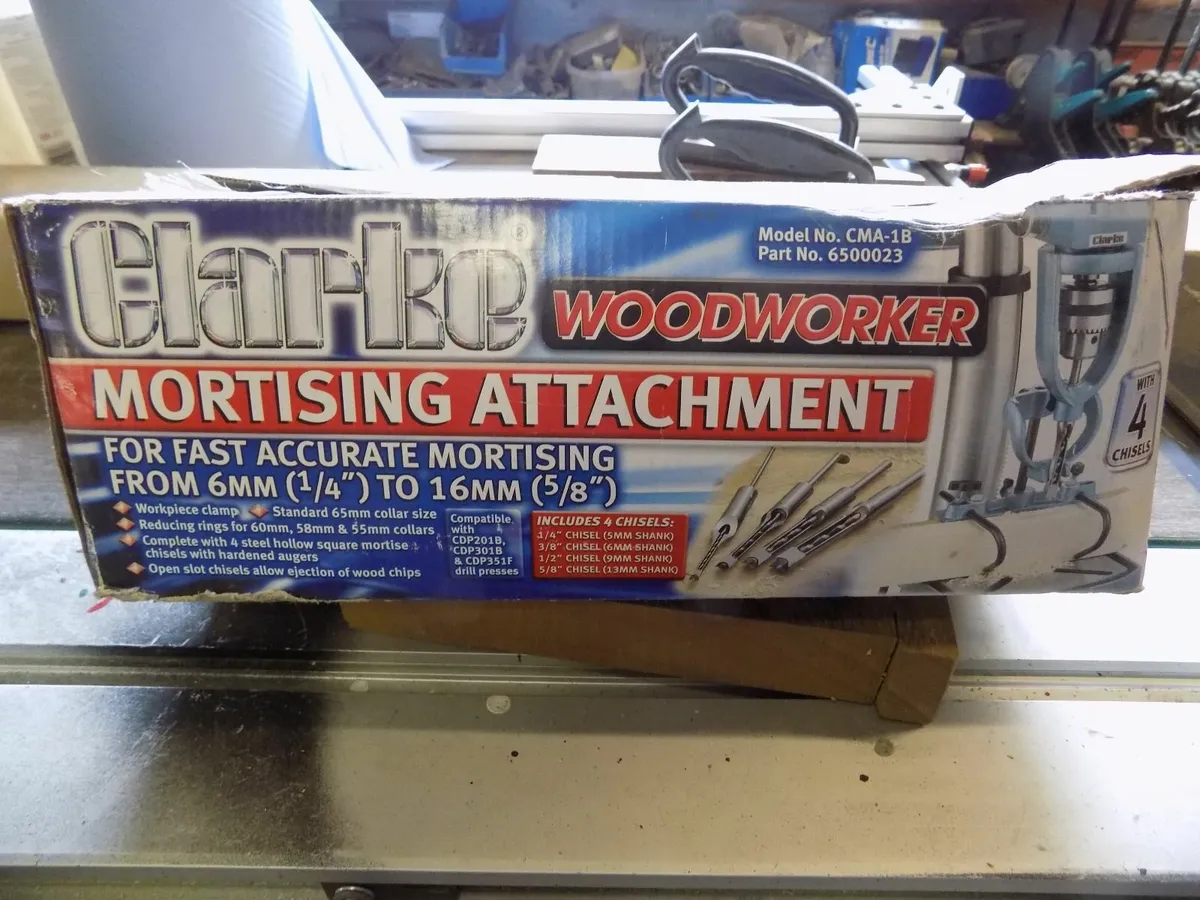 Clarke®
Model No. CMA-1B
Part No. 6500023
WOODWORKER
MORTISING ATTACHMENT
FOR FAST ACCURATE MORTISING
FROM 6MM (1/4″) TO 16MM (5/8″)
Workpiece clamp
Standard 65mm collar size
Reducing rings for 60mm, 58mm & 55mm collars
Complete with 4 steel hollow square mortise
chisels with hardened augers
Open slot chisels allow ejection of wood chips
Compatible
with
CDP201B,
CDP301B
& CDP351F
drill presses
INCLUDES 4 CHISELS:
1/4" CHISEL (5MM SHANK)
3/8" CHISEL (6MM SHANK)
1/2" CHISEL (9MM SHANK)
5/8" CHISEL (13MM SHANK)
Clarke
WITH
4
CHISELS